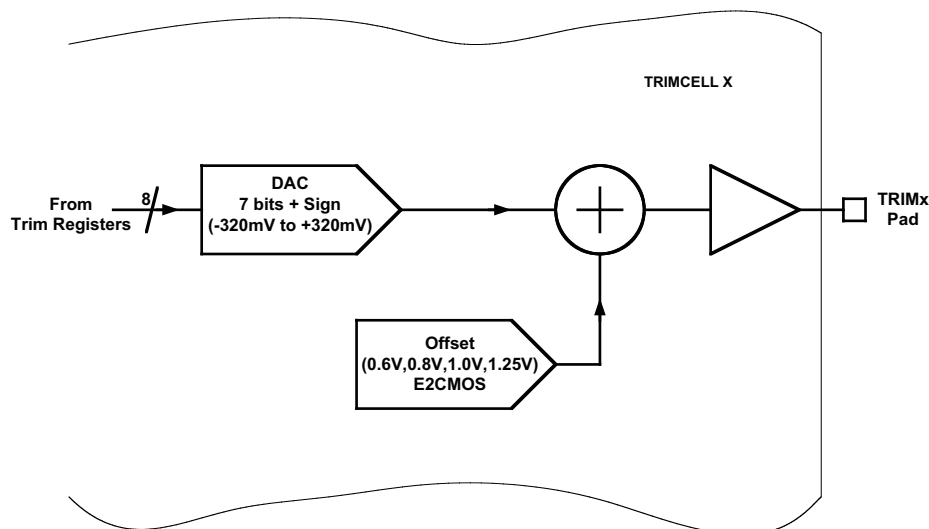 TRIMCELL X
From
Trim Registers
8
DAC
7 bits + Sign
(-320mV to +320mV)
TRIMx
Pad
Offset
(0.6V,0.8V,1.0V,1.25V)
E2CMOS